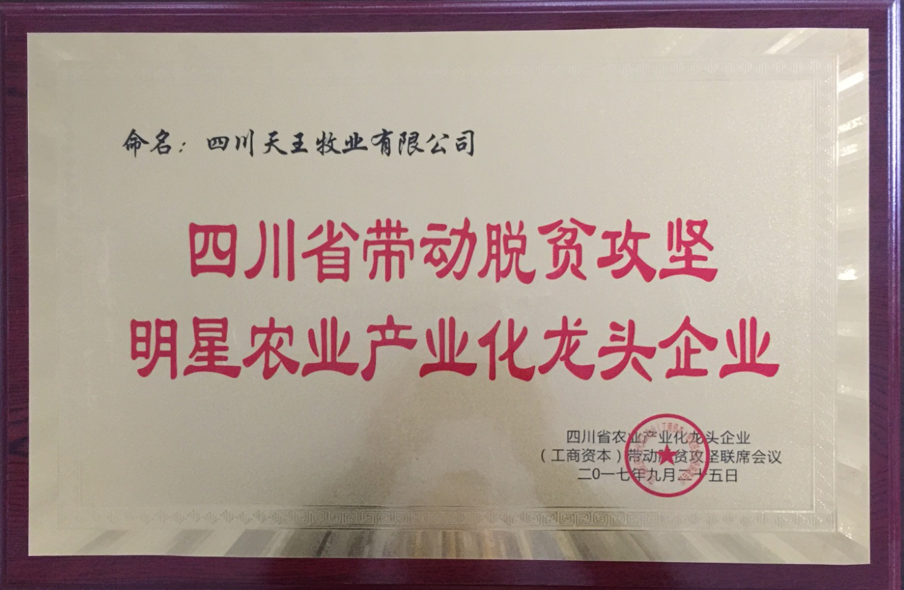 命名：四川天王牧业有限公司
四川省带动脱贫攻坚
明星农业产业化龙头企业
四川省农业产业化龙头企业
（工商资本）带动脱贫攻坚联席会议
二0一七年九月二十五日